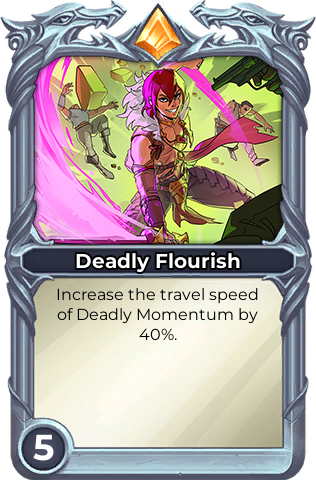 Deadly Flourish
Increase the travel speed
of Deadly Momentum by
40%.
5